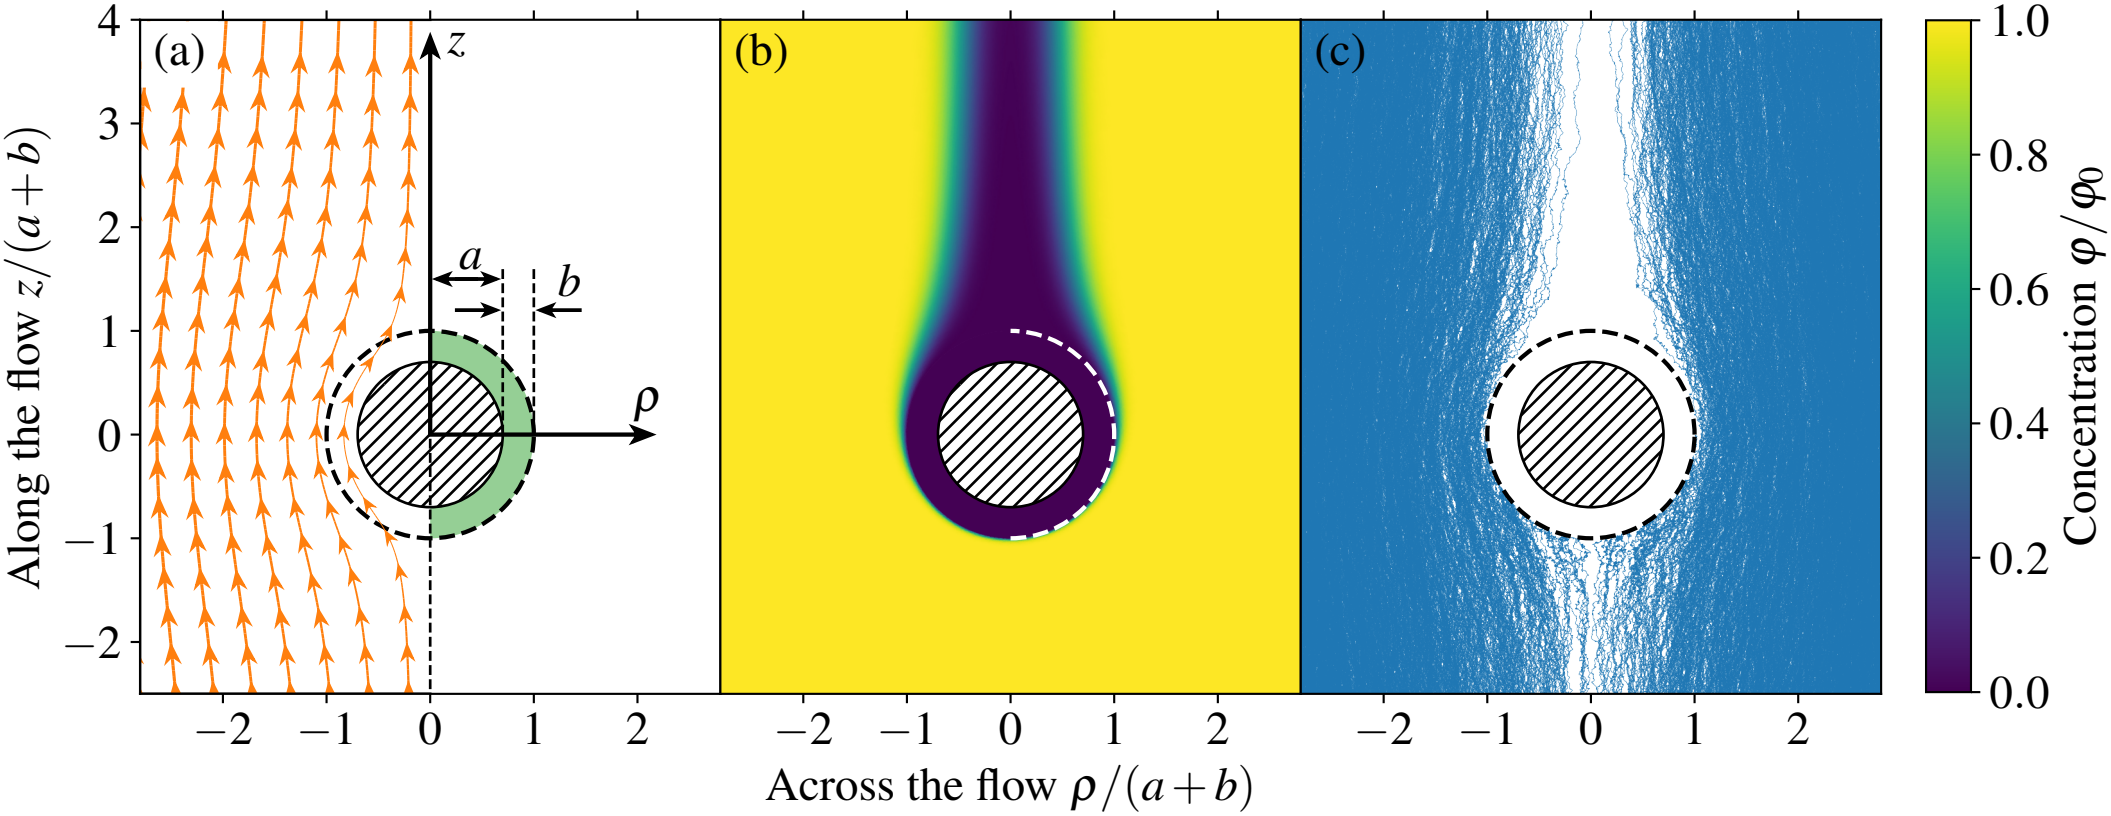 (a)
(b)
(c)
z
a
b
ρ
4
3
2
1
0
−1
−2
Along the flow z/(a+b)
−2 −1 0 1 2
−2 −1 0 1 2
−2 −1 0 1 2
Across the flow ρ/(a+b)
1.0
0.8
0.6
0.4
0.2
0.0
Concentration φ/φ0